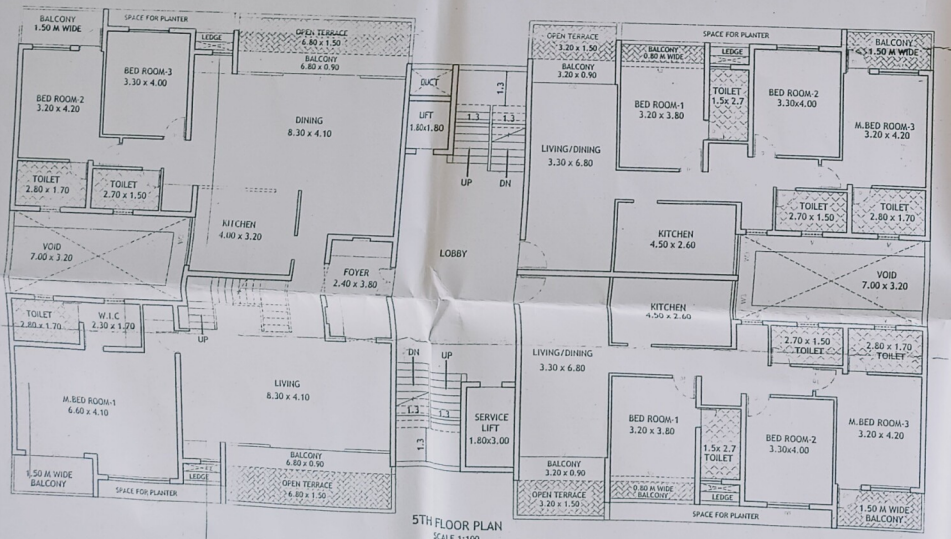 BALCONY
1.50 M WIDE
SPACE FOR PLANTER
LEDGE
OPEN TERRACE
6.80 x 1.50
BALCONY
6.80 x 0.90
BED ROOM-2
3.20 x 4.20
BED ROOM-3
3.30 x 4.00
DINING
8.30 x 4.10
TOILET
2.80 x 1.70
TOILET
2.70 x 1.50
KITCHEN
4.00 x 3.20
VOID
7.00 x 3.20
FOYER
2.40 x 3.80
DUCT
LIFT
1.80x1.80
1.3
1.3
1.3
UP
DN
LOBBY
OPEN TERRACE
3.20 x 1.50
BALCONY
3.20 x 0.90
BALCONY
0.80 M WIDE
SPACE FOR PLANTER
LEDGE
BALCONY
1.50 M WIDE
BED ROOM-1
3.20 x 3.80
TOILET
1.5x 2.7
BED ROOM-2
3.30x4.00
M.BED ROOM-3
3.20 x 4.20
LIVING/DINING
3.30 x 6.80
TOILET
2.70 x 1.50
TOILET
2.80 x 1.70
KITCHEN
4.50 x 2.60
VOID
7.00 x 3.20
TOILET
2.80 x 1.70
W.I.C
2.30 x 1.70
UP
M.BED ROOM-1
6.60 x 4.10
LIVING
8.30 x 4.10
1.50 M WIDE
BALCONY
SPACE FOR PLANTER
LEDGE
BALCONY
6.80 x 0.90
OPEN TERRACE
6.80 x 1.50
DN
UP
1.3
1.3
1.3
SERVICE
LIFT
1.80x3.00
KITCHEN
4.50 x 2.60
LIVING/DINING
3.30 x 6.80
2.70 x 1.50
TOILET
2.80 x 1.70
TOILET
BED ROOM-1
3.20 x 3.80
1.5x 2.7
TOILET
BED ROOM-2
3.30x4.00
M.BED ROOM-3
3.20 x 4.20
BALCONY
3.20 x 0.90
OPEN TERRACE
3.20 x 1.50
0.80 M WIDE
BALCONY
LEDGE
SPACE FOR PLANTER
1.50 M WIDE
BALCONY
5TH FLOOR PLAN
SCALE 1:100